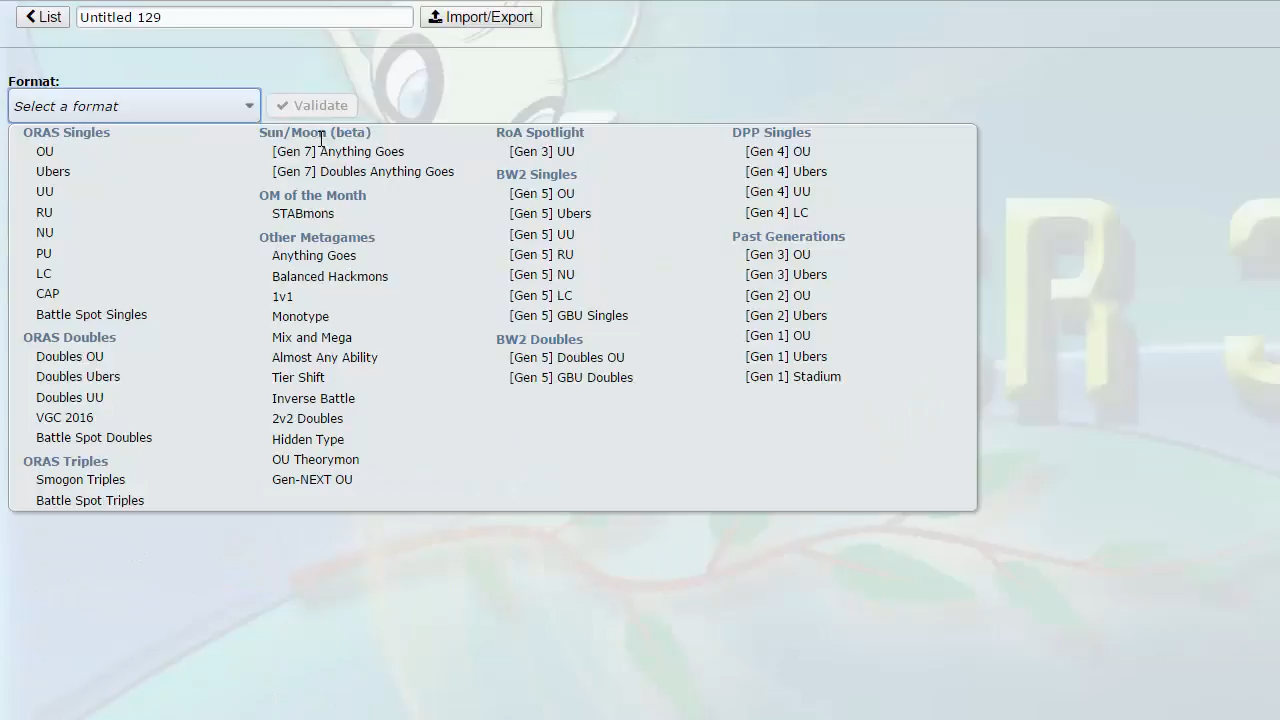 List
Untitled 129
Import/Export
Format:
Select a format
Validate
ORAS Singles
OU
Ubers
UU
RU
NU
PU
LC
CAP
Battle Spot Singles
ORAS Doubles
Doubles OU
Doubles Ubers
Doubles UU
VGC 2016
Battle Spot Doubles
ORAS Triples
Smogon Triples
Battle Spot Triples
Sun/Moon (beta)
[Gen 7] Anything Goes
[Gen 7] Doubles Anything Goes
OM of the Month
STABmons
Other Metagames
Anything Goes
Balanced Hackmons
1v1
Monotype
Mix and Mega
Almost Any Ability
Tier Shift
Inverse Battle
2v2 Doubles
Hidden Type
OU Theorymon
Gen-NEXT OU
RoA Spotlight
[Gen 3] UU
BW2 Singles
[Gen 5] OU
[Gen 5] Ubers
[Gen 5] UU
[Gen 5] RU
[Gen 5] NU
[Gen 5] LC
[Gen 5] GBU Singles
BW2 Doubles
[Gen 5] Doubles OU
[Gen 5] GBU Doubles
DPP Singles
[Gen 4] OU
[Gen 4] Ubers
[Gen 4] UU
[Gen 4] LC
Past Generations
[Gen 3] OU
[Gen 3] Ubers
[Gen 2] OU
[Gen 2] Ubers
[Gen 1] OU
[Gen 1] Ubers
[Gen 1] Stadium